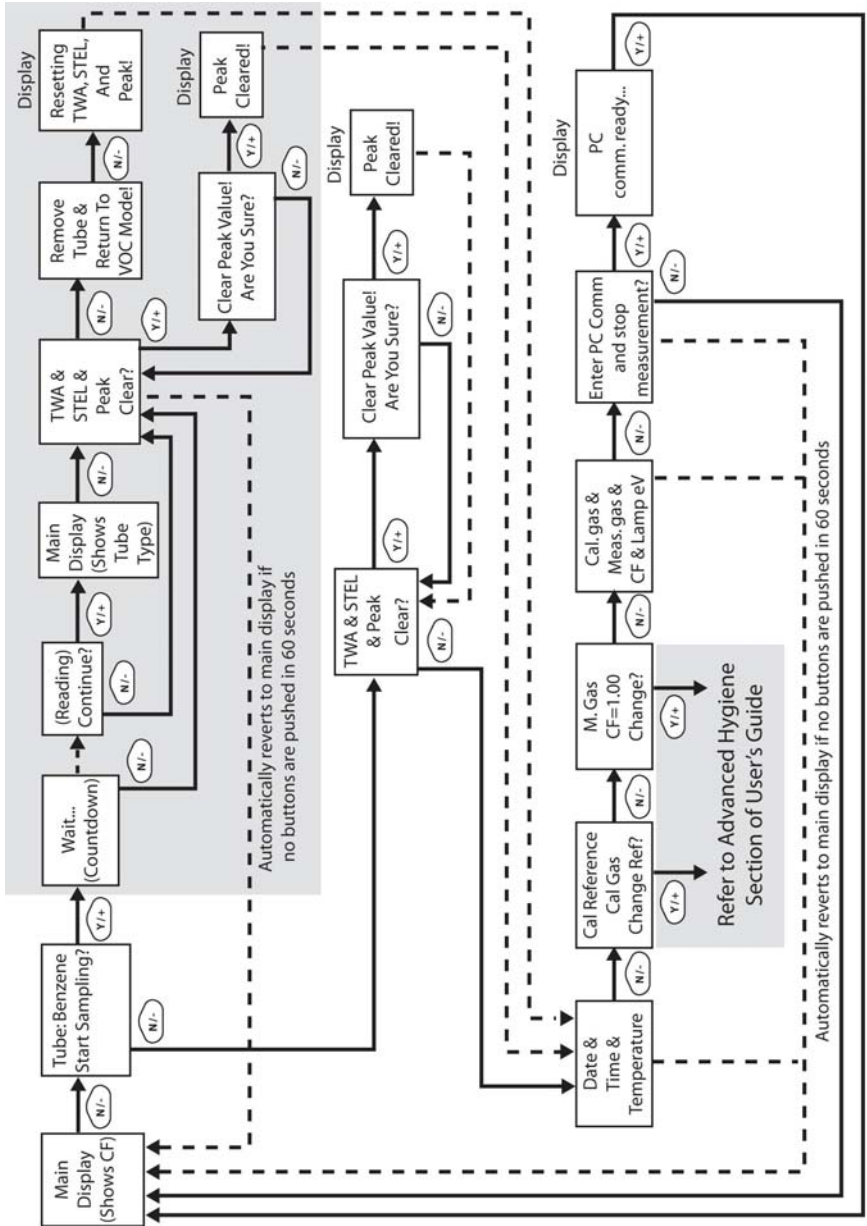 Main
Display
(Shows CF)
N/-
Tube: Benzene
Start Sampling?
Y/+
N/-
Wait...
(Countdown)
N/-
(Reading)
Continue?
Y/+
N/-
Main
Display
(Shows
Tube
Type)
N/-
TWA &
STEL &
Peak
Clear?
N/-
Y/+
Remove
Tube &
Return To
VOC Mode!
N/-
Display
Resetting
TWA, STEL,
And
Peak!
Clear Peak Value!
Are You Sure?
Y/+
N/-
Display
Peak
Cleared!
Automatically reverts to main display if
no buttons are pushed in 60 seconds
TWA & STEL
& Peak
Clear?
Y/+
N/-
Clear Peak Value!
Are You Sure?
Y/+
N/-
Display
Peak
Cleared!
Date &
Time &
Temperature
N/-
Cal Reference
Cal Gas
Change Ref?
N/-
Y/+
M. Gas
CF=1.00
Change?
N/-
Y/+
Cal. gas &
Meas. gas &
CF & Lamp eV
N/-
Enter PC Comm
and stop
measurement?
Y/+
N/-
Display
PC
comm. ready...
Y/+
Refer to Advanced Hygiene
Section of User's Guide
Automatically reverts to main display if no buttons are pushed in 60 seconds